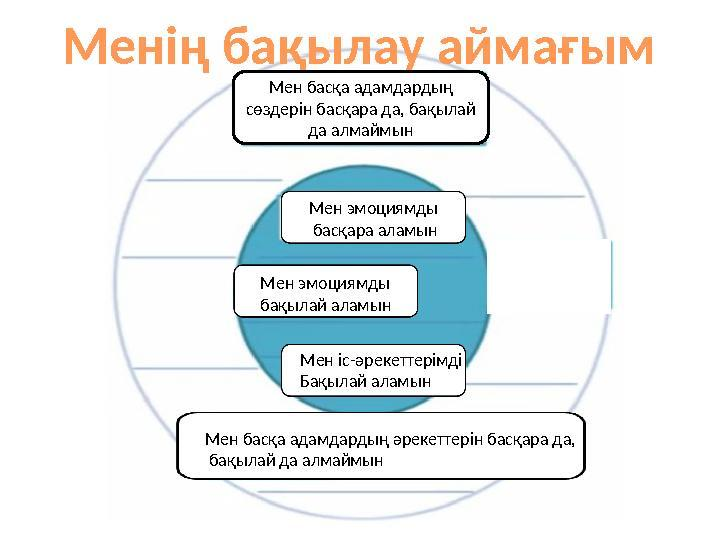 Менің бақылау аймағым
Мен басқа адамдардың
сөздерін басқара да, бақылай
да алмаймын
Мен эмоциямды
басқара аламын
Мен эмоциямды
бақылай аламын
Мен іс-әрекеттерімді
Бақылай аламын
Мен басқа адамдардың әрекеттерін басқара да,
бақылай да алмаймын